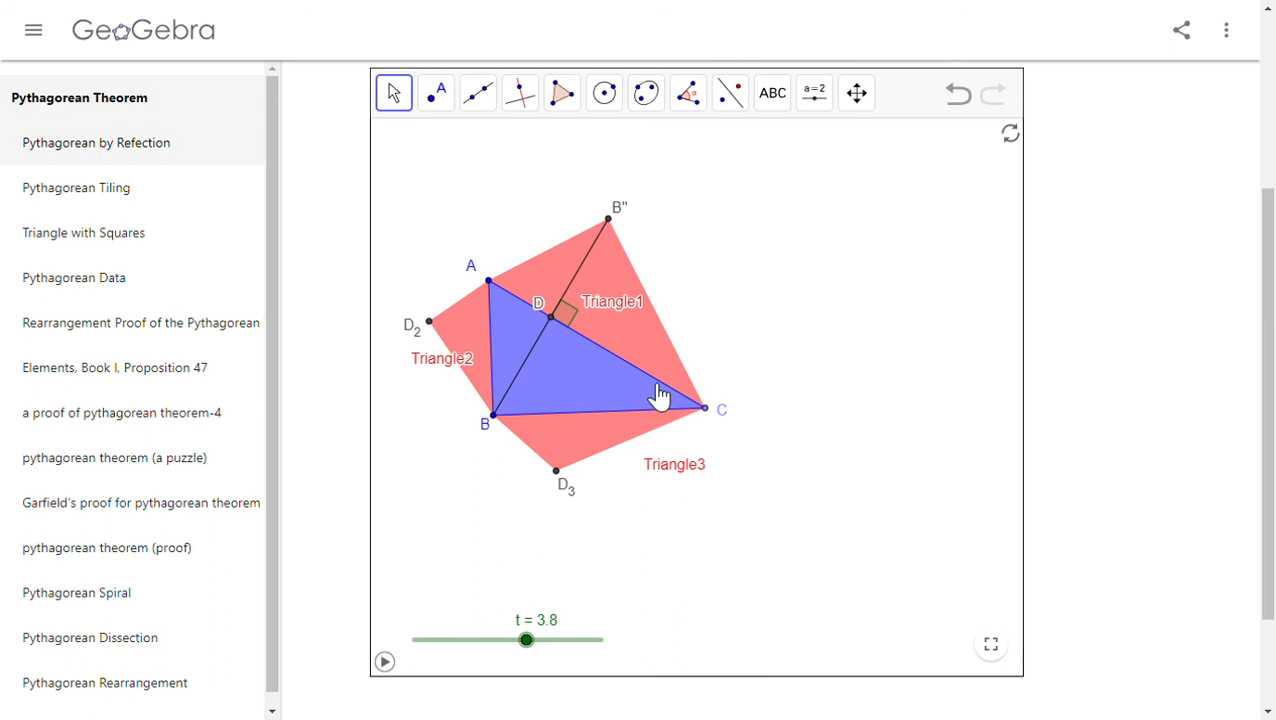 GeoGebra
Pythagorean Theorem
Pythagorean by Refection
Pythagorean Tiling
Triangle with Squares
Pythagorean Data
Rearrangement Proof of the Pythagorean
Elements, Book I, Proposition 47
a proof of pythagorean theorem-4
pythagorean theorem (a puzzle)
Garfield's proof for pythagorean theorem
pythagorean theorem (proof)
Pythagorean Spiral
Pythagorean Dissection
Pythagorean Rearrangement
A
ABC
a=2
B"
A
D
Triangle1
D₂
Triangle2
C
B
Triangle3
D₃
t = 3.8